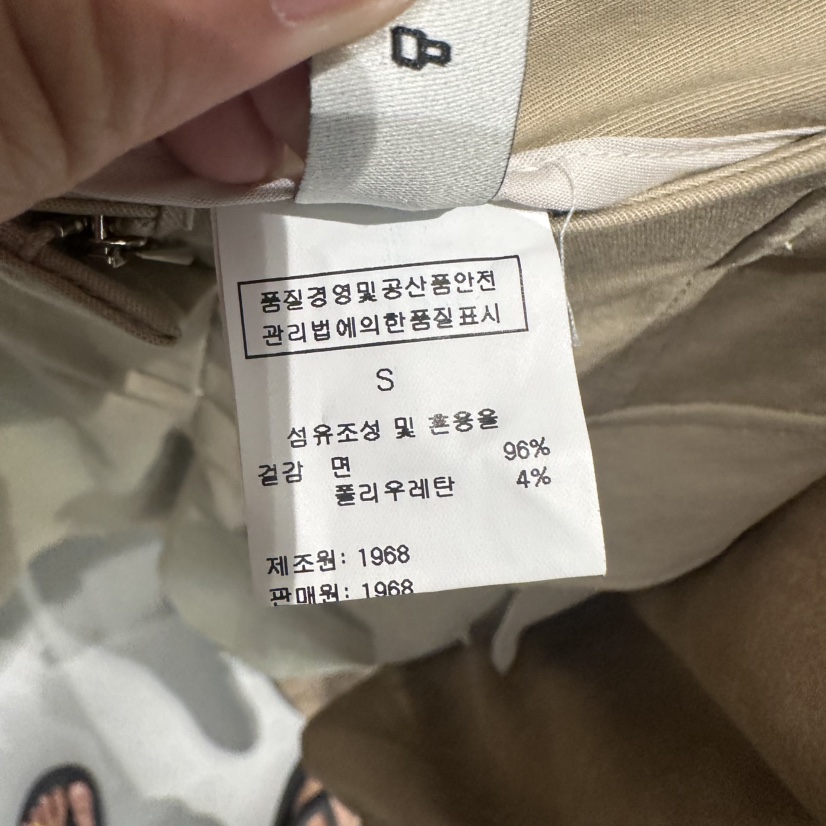 품질경영및공산품안전
관리법에의한품질표시
S
섬유조성 및 혼용율
겉감 면 96%
폴리우레탄 4%
제조원: 1968
판매원: 1968